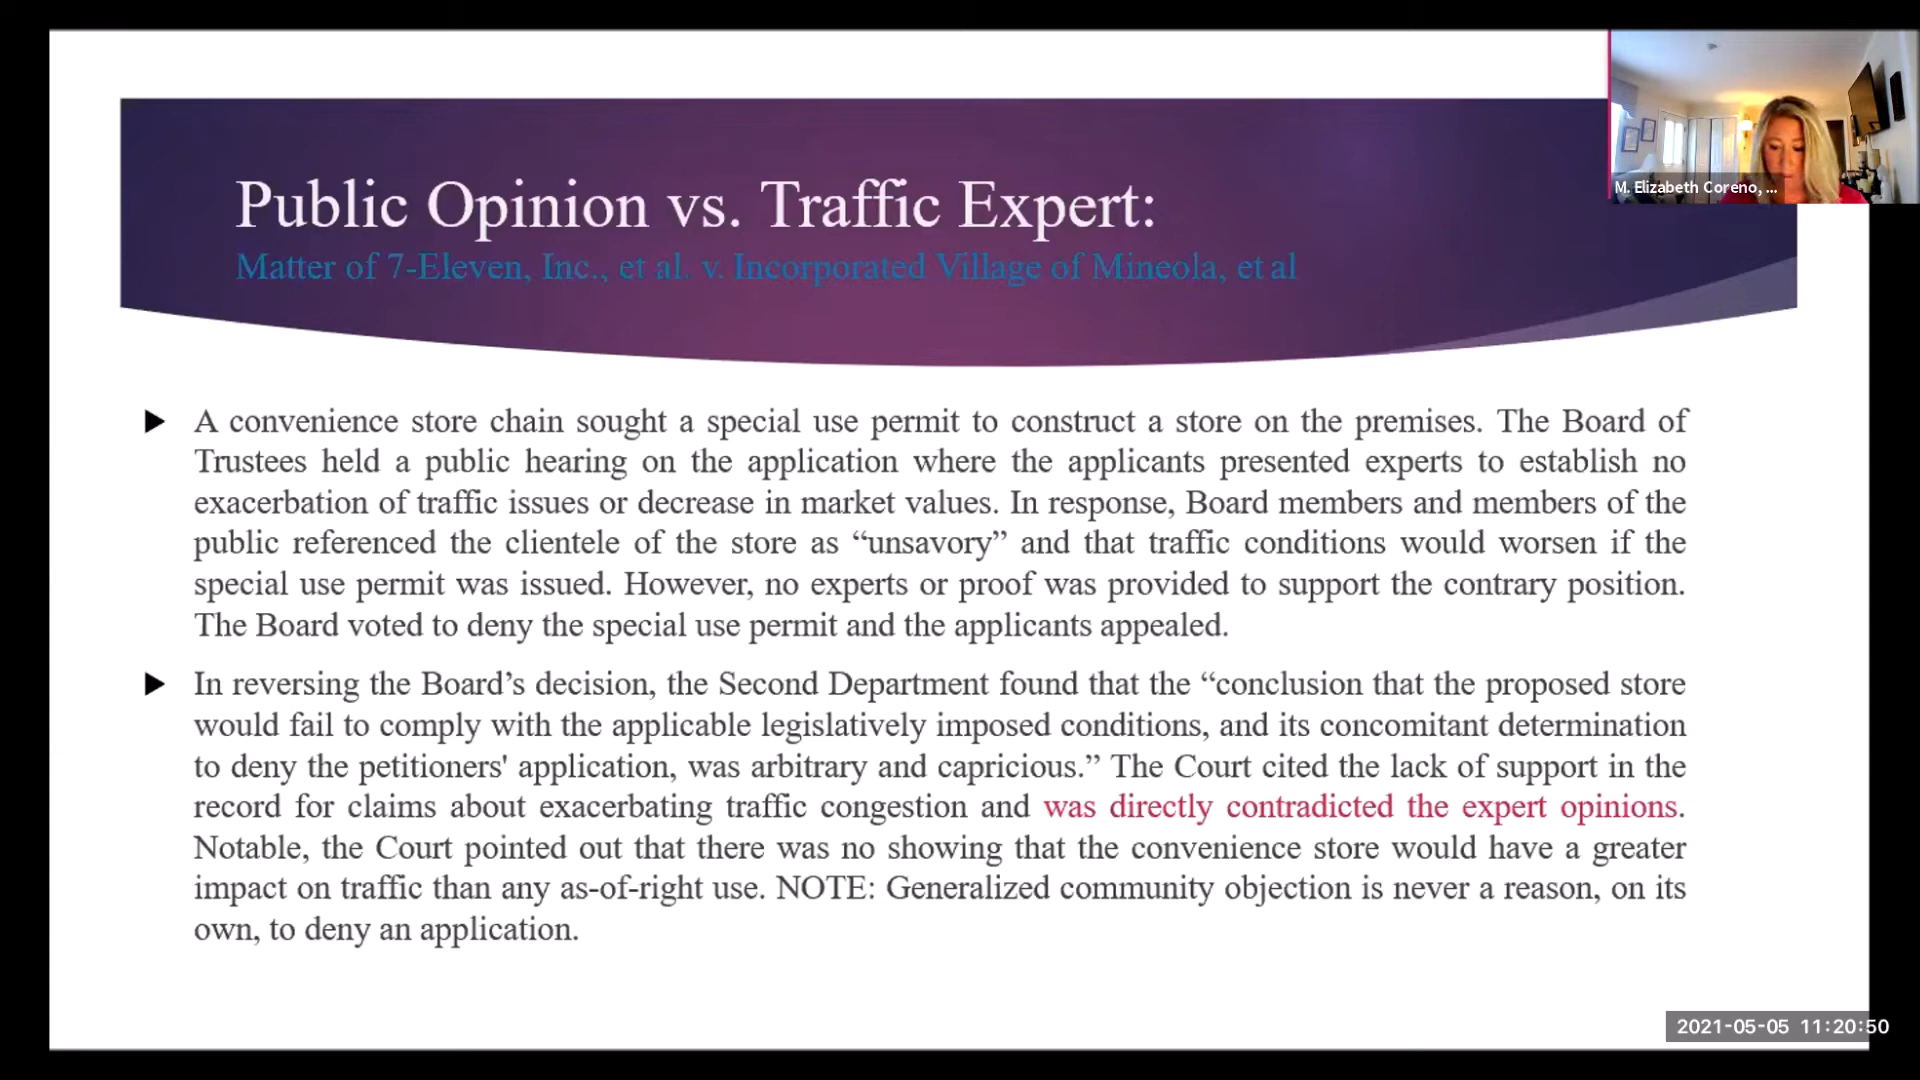 Public Opinion vs. Traffic Expert:
Matter of 7-Eleven, Inc., et al. v. Incorporated Village of Mineola, et al
M. Elizabeth Coreno, ...
A convenience store chain sought a special use permit to construct a store on the premises. The Board of
Trustees held a public hearing on the application where the applicants presented experts to establish no
exacerbation of traffic issues or decrease in market values. In response, Board members and members of the
public referenced the clientele of the store as “unsavory” and that traffic conditions would worsen if the
special use permit was issued. However, no experts or proof was provided to support the contrary position.
The Board voted to deny the special use permit and the applicants appealed.
In reversing the Board’s decision, the Second Department found that the “conclusion that the proposed store
would fail to comply with the applicable legislatively imposed conditions, and its concomitant determination
to deny the petitioners' application, was arbitrary and capricious.” The Court cited the lack of support in the
record for claims about exacerbating traffic congestion and was directly contradicted the expert opinions.
Notable, the Court pointed out that there was no showing that the convenience store would have a greater
impact on traffic than any as-of-right use. NOTE: Generalized community objection is never a reason, on its
own, to deny an application.
2021-05-05 11:20:50